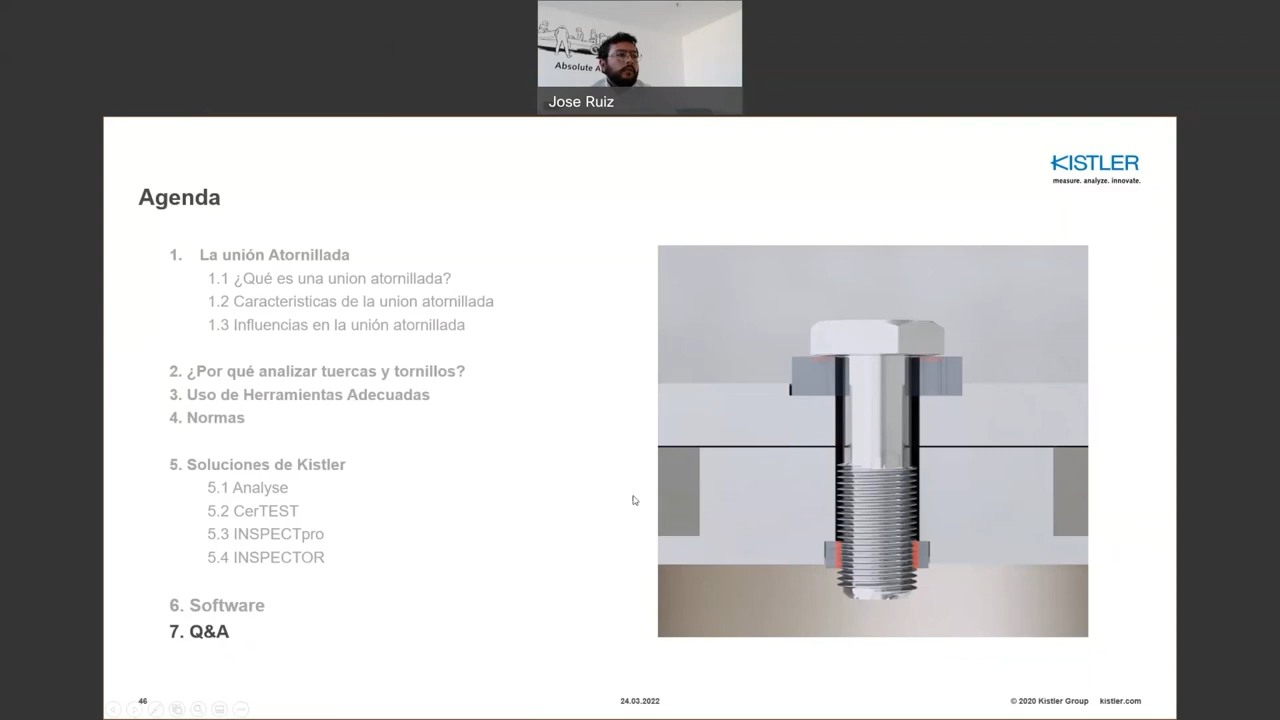 Absolute A
Jose Ruiz
KISTLER
measure. analyze. innovate.
Agenda
1. La unión Atornillada
1.1 ¿Qué es una union atornillada?
1.2 Caracteristicas de la union atornillada
1.3 Influencias en la unión atornillada
2. ¿Por qué analizar tuercas y tornillos?
3. Uso de Herramientas Adecuadas
4. Normas
5. Soluciones de Kistler
5.1 Analyse
5.2 CerTEST
5.3 INSPECTpro
5.4 INSPECTOR
6. Software
7. Q&A
46
24.03.2022
© 2020 Kistler Group kistler.com